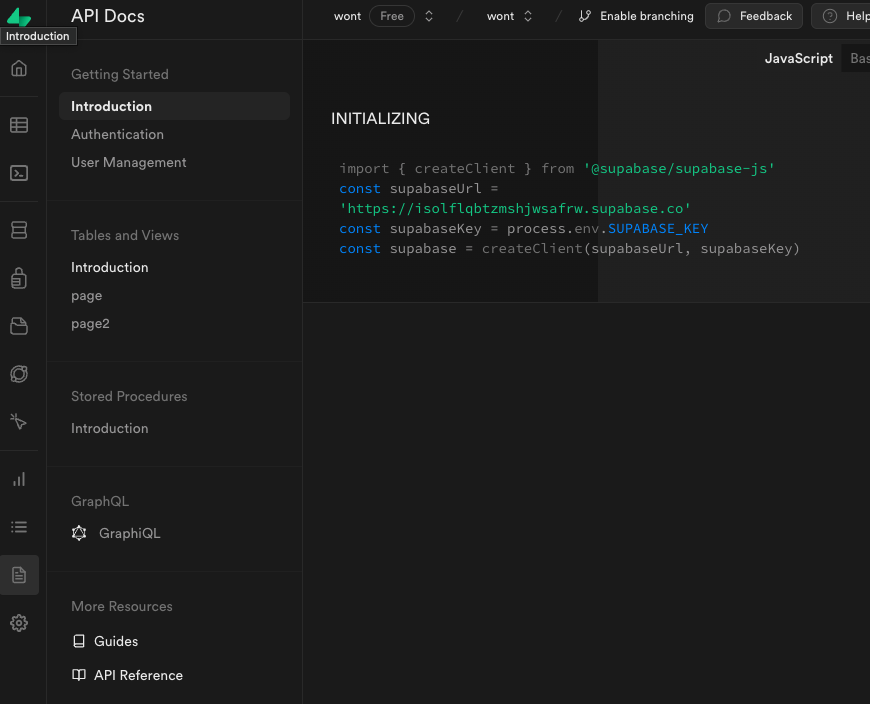 API Docs
wont Free / wont / Enable branching Feedback Help
Introduction
JavaScript Bas
Getting Started
Introduction
Authentication
User Management
Tables and Views
Introduction
page
page2
Stored Procedures
Introduction
GraphQL
GraphiQL
More Resources
Guides
API Reference
INITIALIZING
import { createClient } from '@supabase/supabase-js'
const supabaseUrl =
'https://isolflqbtzmshjwsafrw.supabase.co'
const supabaseKey = process.env.SUPABASE_KEY
const supabase = createClient(supabaseUrl, supabaseKey)